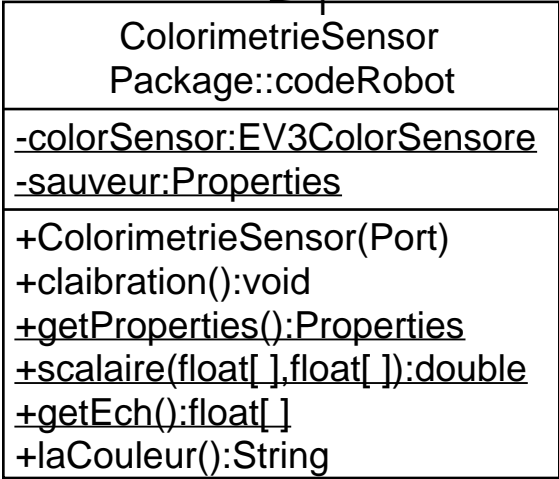 ColorimetrieSensor
Package::codeRobot
-colorSensor:EV3ColorSensore
-sauveur:Properties
+ColorimetrieSensor(Port)
+claibration():void
+getProperties():Properties
+scalaire(float[ ],float[ ]):double
+getEch():float[ ]
+laCouleur():String